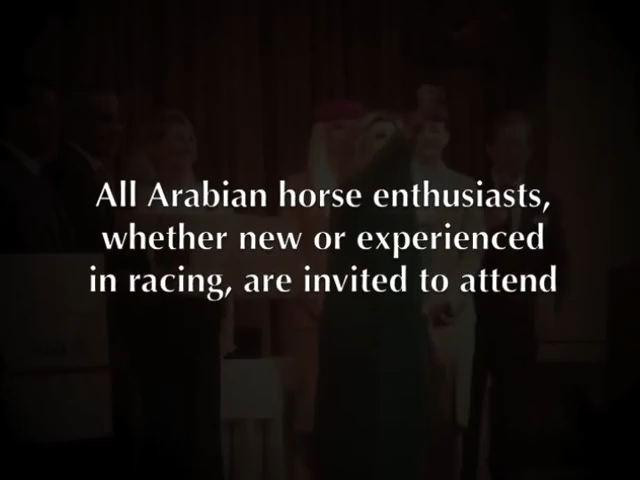 All Arabian horse enthusiasts,
whether new or experienced
in racing, are invited to attend